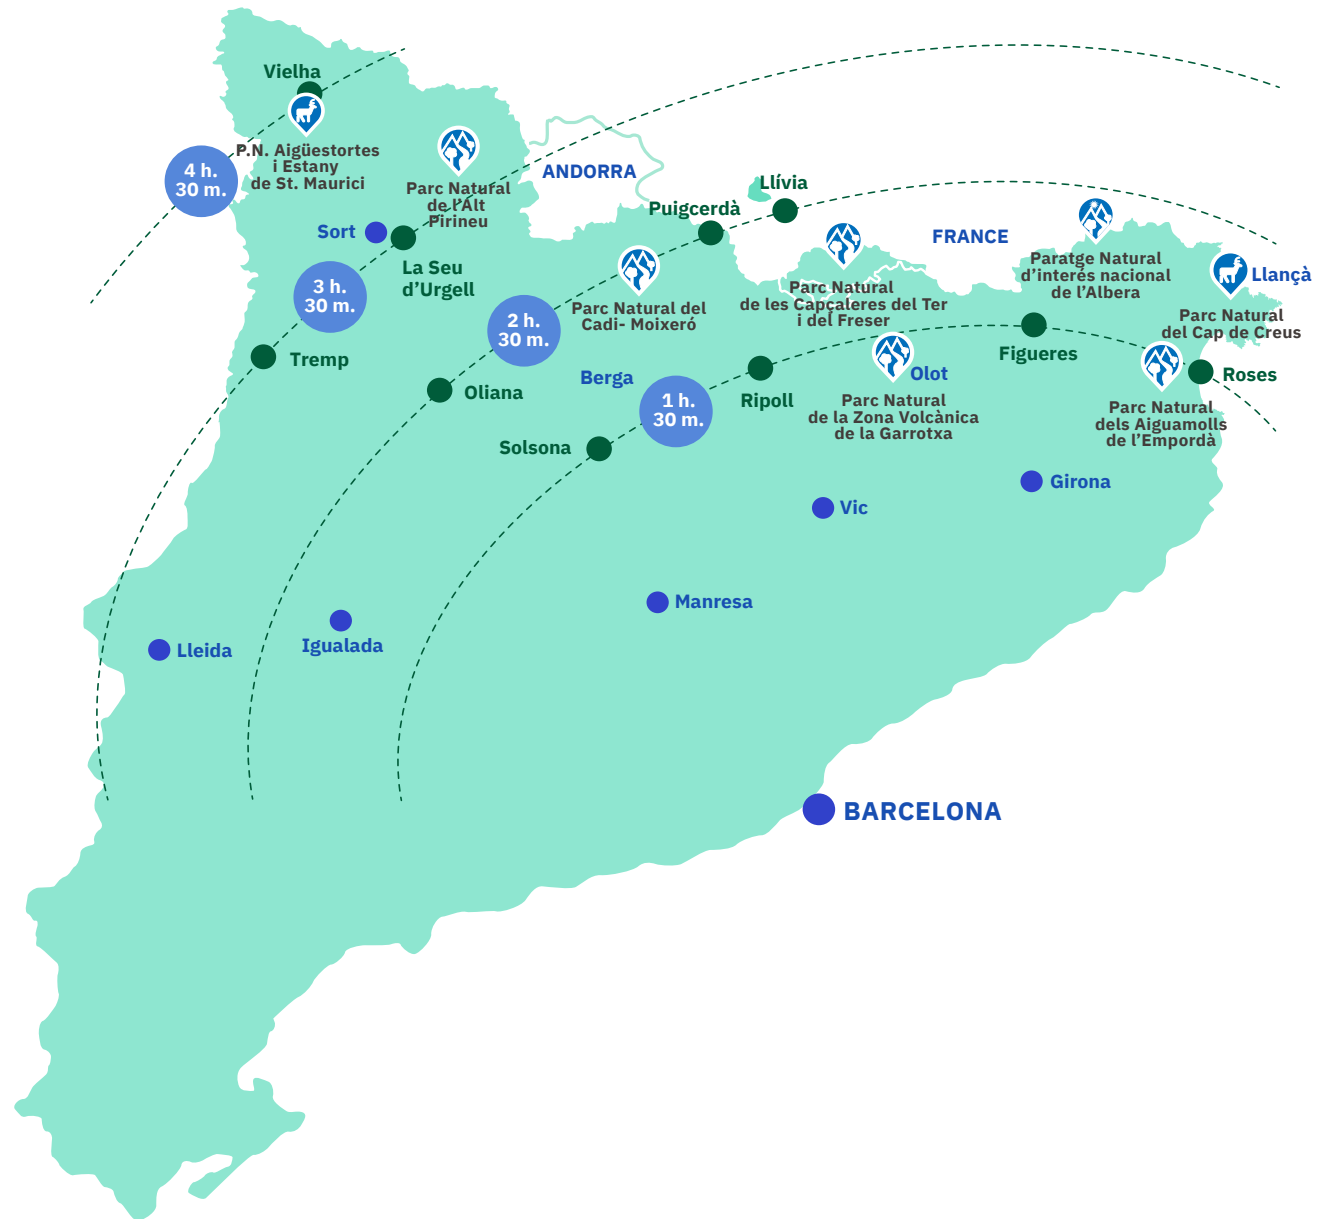 Vielha
P.N. Aigüestortes
i Estany
de St. Maurici
4 h.
30 m.
Parc Natural
de l'Alt
Pirineu
ANDORRA
Llívia
Puigcerdà
FRANCE
Sort
La Seu
d'Urgell
3 h.
30 m.
Tremp
2 h.
30 m.
Parc Natural del
Cadi- Moixeró
Parc Natural
de les Capçaleres del Ter
i del Freser
Paratge Natural
d'interés nacional
de l'Albera
Llançà
Parc Natural
del Cap de Creus
Figueres
Roses
Oliana
Berga
1 h.
30 m.
Ripoll
Olot
Parc Natural
de la Zona Volcànica
de la Garrotxa
Parc Natural
dels Aiguamolls
de l'Empordà
Solsona
Girona
Vic
Manresa
Igualada
Lleida
BARCELONA